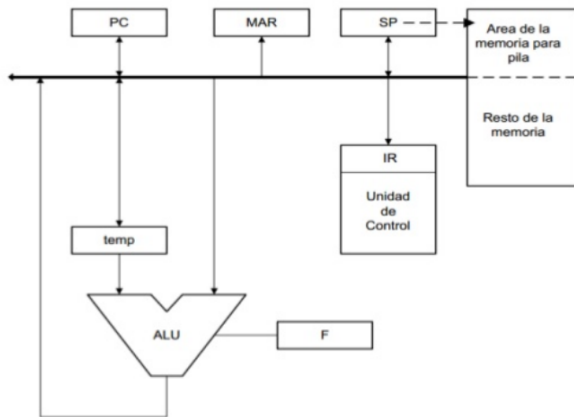 PC
MAR
SP
Area de la
memoria para
pila
Resto de la
memoria
IR
Unidad
de
Control
temp
ALU
F